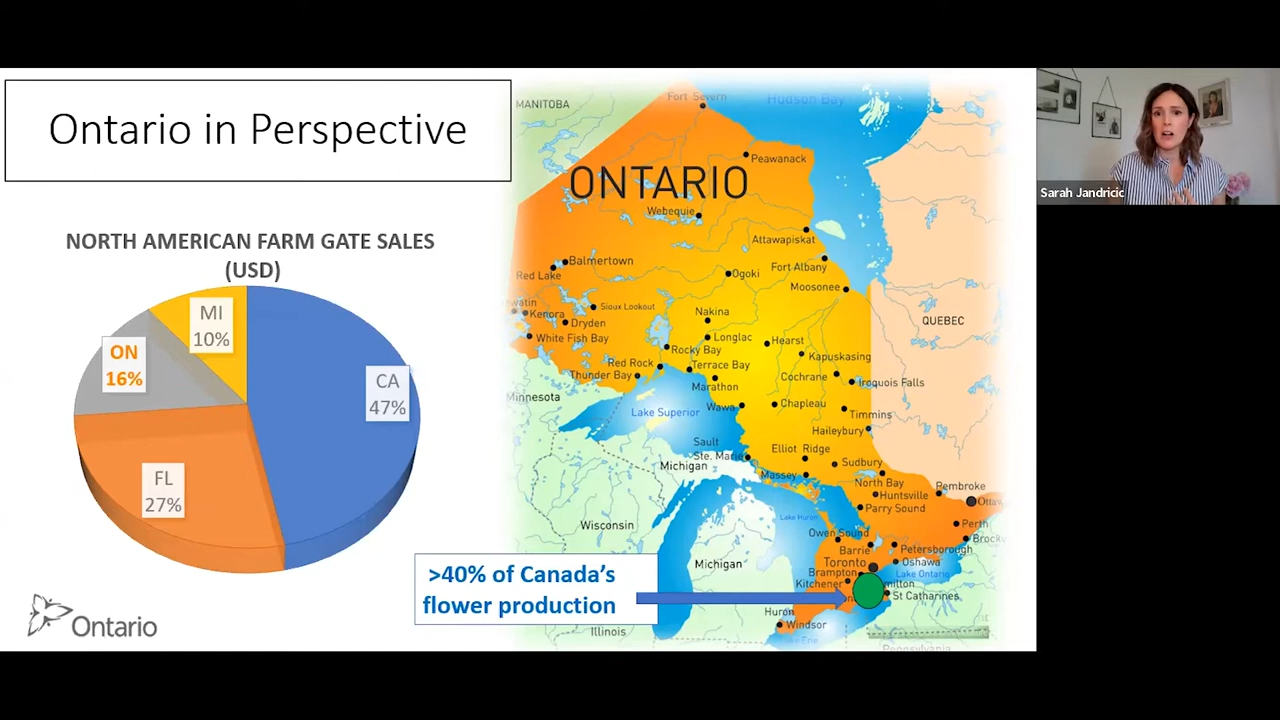 Ontario in Perspective
NORTH AMERICAN FARM GATE SALES
(USD)
MI
10%
ON
16%
CA
47%
FL
27%
Ontario
>40% of Canada's
flower production
MANITOBA
Fort Severn
Hudson Bay
Peawanack
ONTARIO
Webequie
Attawapiskat
Balmertown
Red Lake
Ogoki
Fort Albany
Moosonee
Sioux Lookout
Kenora
Dryden
Nakina
QUEBEC
White Fish Bay
Longlac
Hearst
Rocky Bay
Kapuskasing
Red Rock
Terrace Bay
Thunder Bay
Marathon
Cochrane
Iroquois Falls
Minnesota
Lake Superior
Wawa
Chapleau
Timmins
Haileybury
Sault
Ste. Marie
Elliot Ridge
Michigan
Massey
Sudbury
North Bay
Pembroke
Huntsville
Parry Sound
Lake Huron
Wisconsin
Owen Sound
Perth
Barrie
Petersborough
Michigan
Toronto
Oshawa
Brampton
Lake Ontario
Kitchener
St Catharines
Huron
Windsor
Illinois
Lake Erie
Pennsylvania
Sarah Jandricic